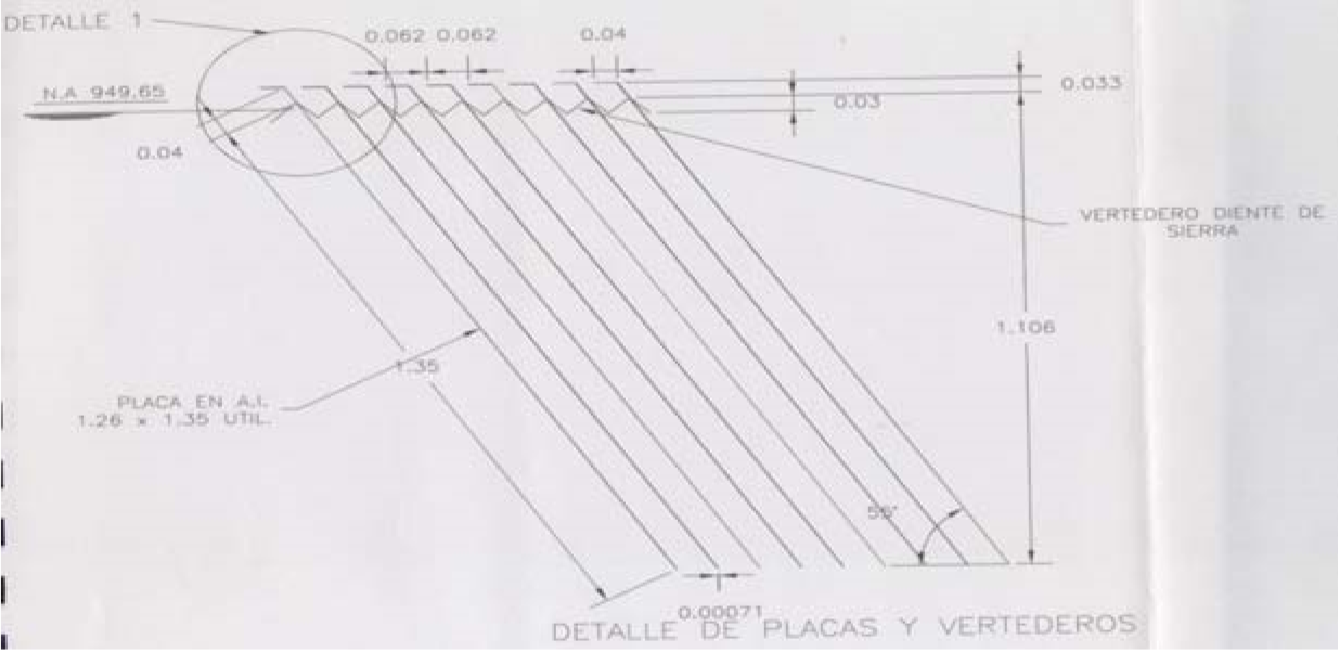 DETALLE 1
0.062 0.062
0.04
0.033
N.A 949.65
0.03
0.04
VERTEDERO DIENTE DE
SIERRA
1.106
1.35
PLACA EN A.I.
1.26 x 1.35 UTIL.
55°
0.00071
DETALLE DE PLACAS Y VERTEDEROS